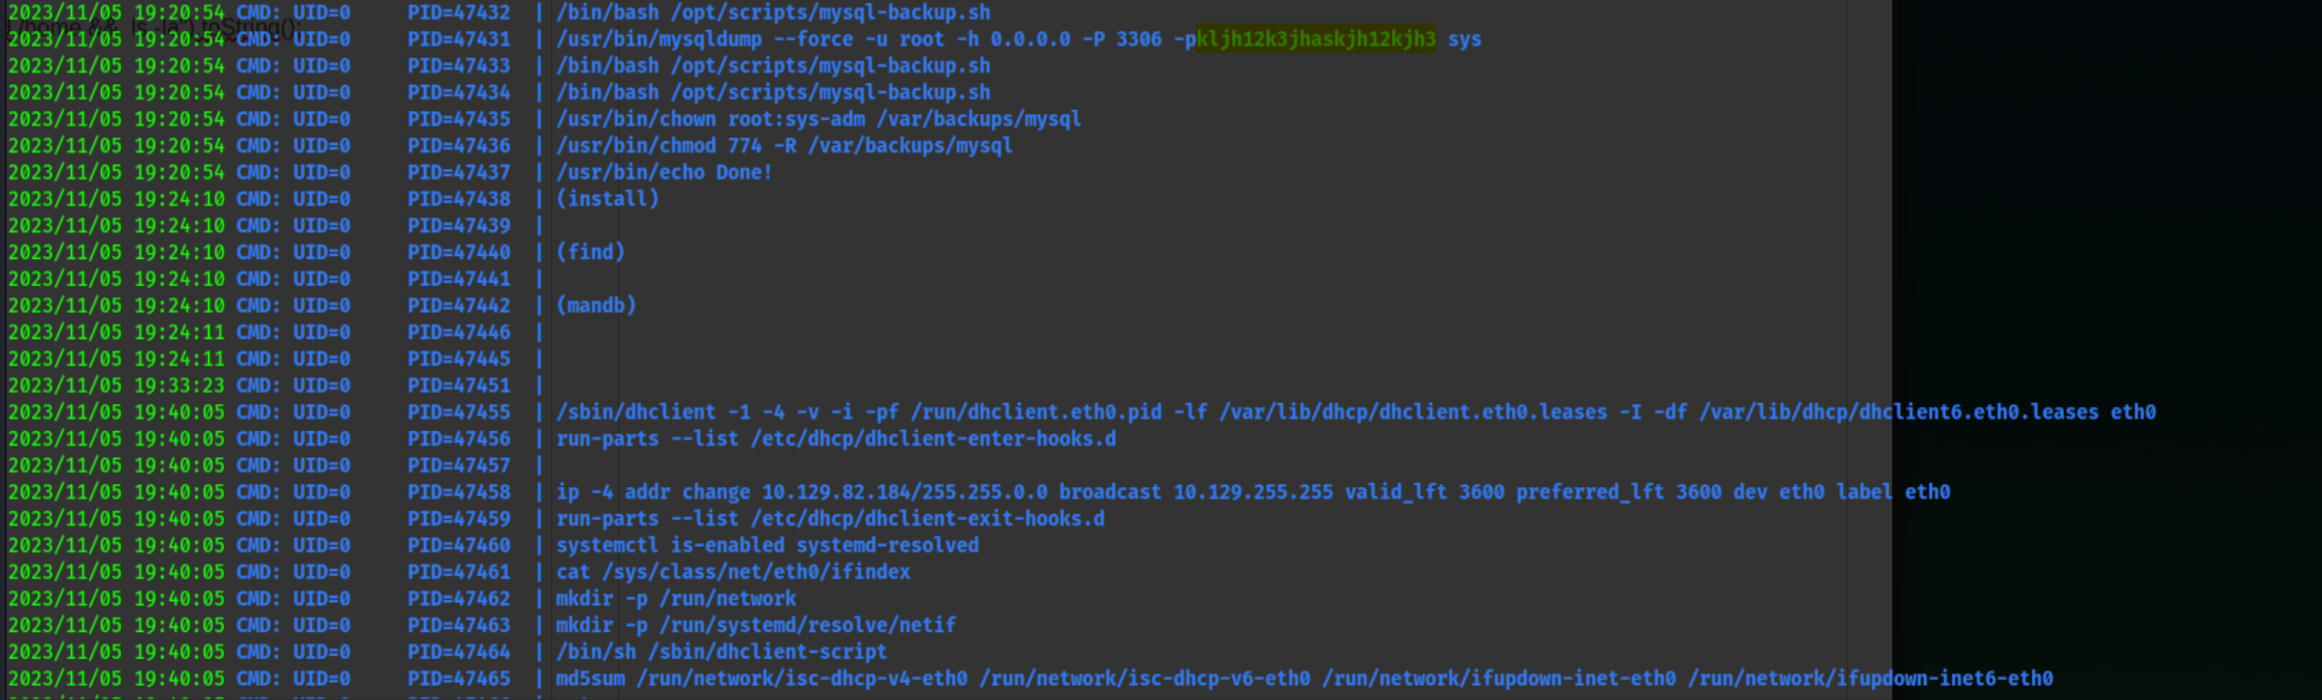 2023/11/05 19:20:54 CMD: UID=0 PID=47432 | /bin/bash /opt/scripts/mysql-backup.sh
2023/11/05 19:20:54 CMD: UID=0 PID=47431 | /usr/bin/mysqldump --force -u root -h 0.0.0.0 -P 3306 -pkljh12k3jhaskjh12kjh3 sys
2023/11/05 19:20:54 CMD: UID=0 PID=47433 | /bin/bash /opt/scripts/mysql-backup.sh
2023/11/05 19:20:54 CMD: UID=0 PID=47434 | /bin/bash /opt/scripts/mysql-backup.sh
2023/11/05 19:20:54 CMD: UID=0 PID=47435 | /usr/bin/chown root:sys-adm /var/backups/mysql
2023/11/05 19:20:54 CMD: UID=0 PID=47436 | /usr/bin/chmod 774 -R /var/backups/mysql
2023/11/05 19:20:54 CMD: UID=0 PID=47437 | /usr/bin/echo Done!
2023/11/05 19:24:10 CMD: UID=0 PID=47438 | (install)
2023/11/05 19:24:10 CMD: UID=0 PID=47439 |
2023/11/05 19:24:10 CMD: UID=0 PID=47440 | (find)
2023/11/05 19:24:10 CMD: UID=0 PID=47441 |
2023/11/05 19:24:10 CMD: UID=0 PID=47442 | (mandb)
2023/11/05 19:24:11 CMD: UID=0 PID=47446 |
2023/11/05 19:24:11 CMD: UID=0 PID=47445 |
2023/11/05 19:33:23 CMD: UID=0 PID=47451 |
2023/11/05 19:40:05 CMD: UID=0 PID=47455 | /sbin/dhclient -1 -4 -v -i -pf /run/dhclient.eth0.pid -lf /var/lib/dhcp/dhclient.eth0.leases -I -df /var/lib/dhcp/dhclient6.eth0.leases eth0
2023/11/05 19:40:05 CMD: UID=0 PID=47456 | run-parts --list /etc/dhcp/dhclient-enter-hooks.d
2023/11/05 19:40:05 CMD: UID=0 PID=47457 |
2023/11/05 19:40:05 CMD: UID=0 PID=47458 | ip -4 addr change 10.129.82.184/255.255.0.0 broadcast 10.129.255.255 valid_lft 3600 preferred_lft 3600 dev eth0 label eth0
2023/11/05 19:40:05 CMD: UID=0 PID=47459 | run-parts --list /etc/dhcp/dhclient-exit-hooks.d
2023/11/05 19:40:05 CMD: UID=0 PID=47460 | systemctl is-enabled systemd-resolved
2023/11/05 19:40:05 CMD: UID=0 PID=47461 | cat /sys/class/net/eth0/ifindex
2023/11/05 19:40:05 CMD: UID=0 PID=47462 | mkdir -p /run/network
2023/11/05 19:40:05 CMD: UID=0 PID=47463 | mkdir -p /run/systemd/resolve/netif
2023/11/05 19:40:05 CMD: UID=0 PID=47464 | /bin/sh /sbin/dhclient-script
2023/11/05 19:40:05 CMD: UID=0 PID=47465 | md5sum /run/network/isc-dhcp-v4-eth0 /run/network/isc-dhcp-v6-eth0 /run/network/ifupdown-inet-eth0 /run/network/ifupdown-inet6-eth0